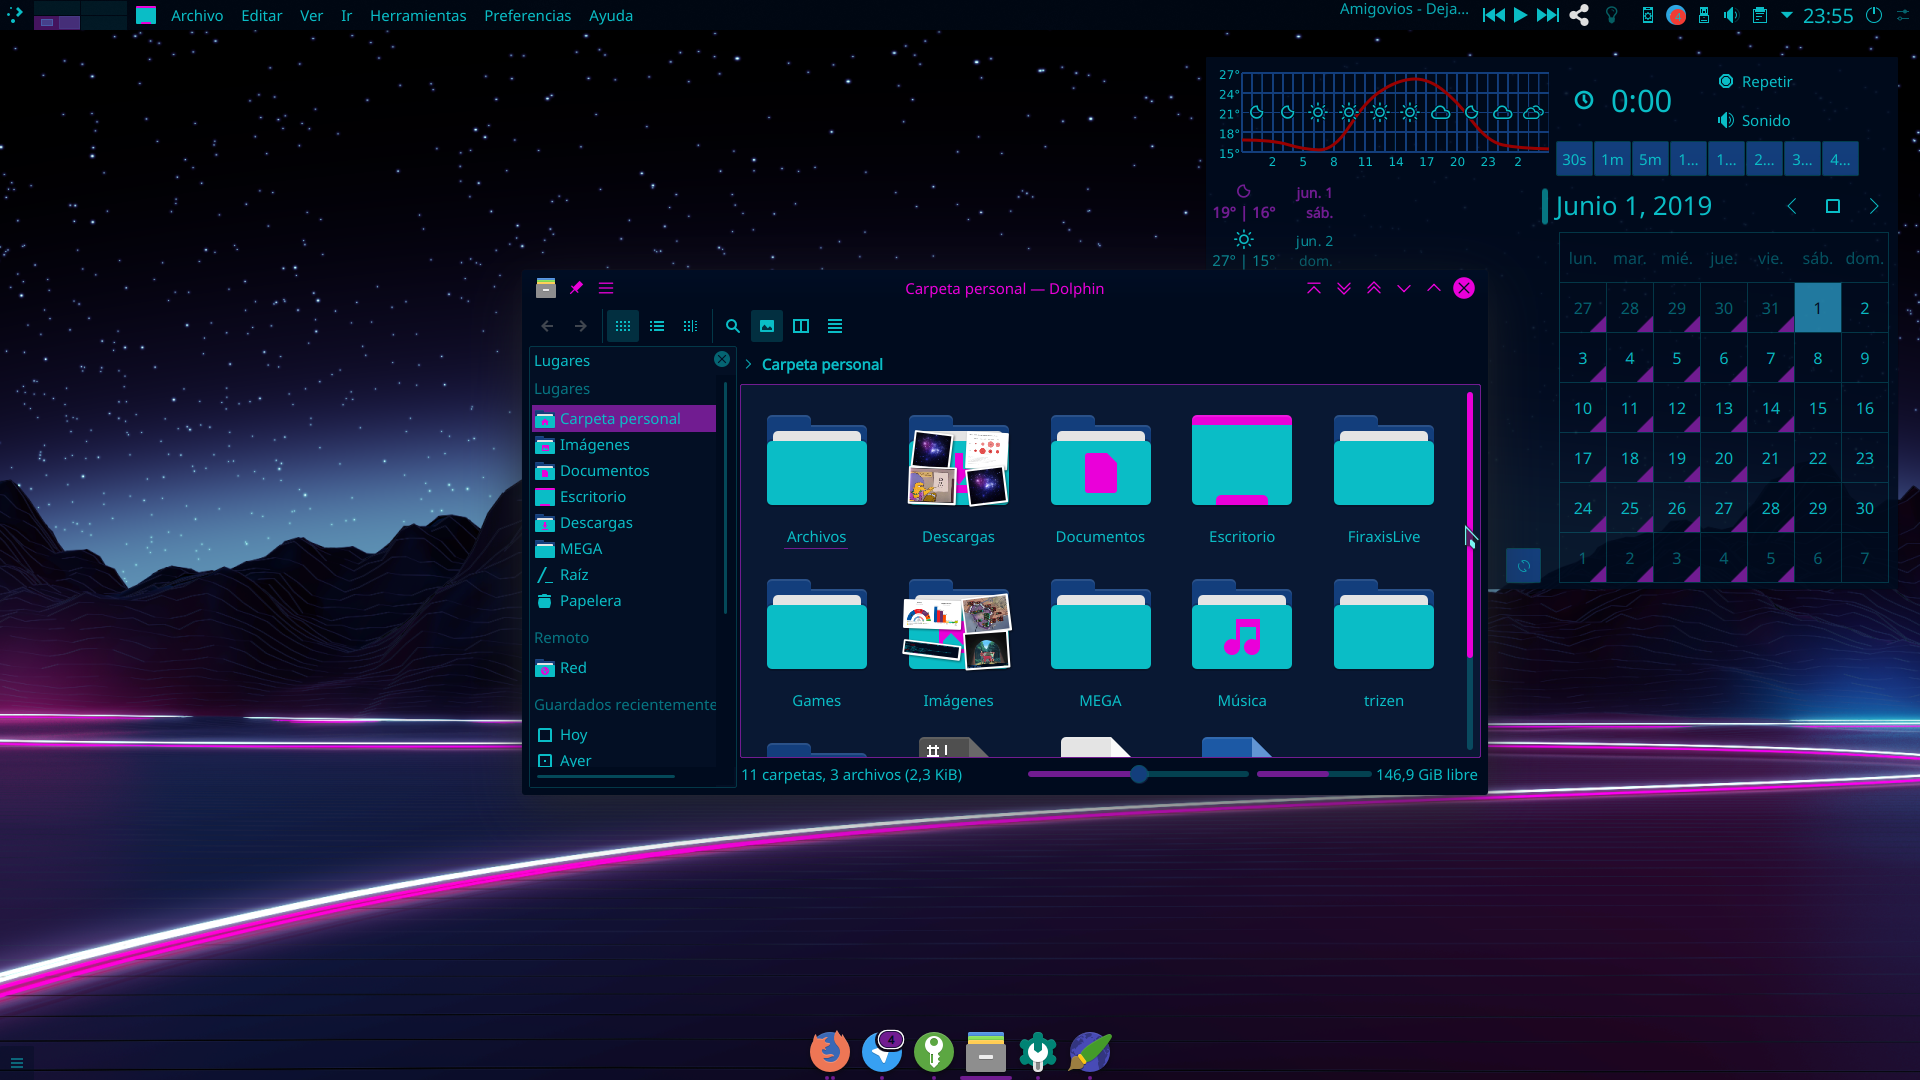 Archivo Editar Ver Ir Herramientas Preferencias Ayuda
Amigovios - Deja...
23:55
27°
24°
21°
18°
15°
2 5 8 11 14 17 20 23 2
jun. 1
19° | 16° sáb.
jun. 2
27° | 15° dom.
0:00
Repetir
Sonido
30s 1m 5m 1... 1... 2... 3... 4...
Junio 1, 2019
lun. mar. mié. jue. vie. sáb. dom.
27 28 29 30 31 1 2
3 4 5 6 7 8 9
10 11 12 13 14 15 16
17 18 19 20 21 22 23
24 25 26 27 28 29 30
1 2 3 4 5 6 7
Carpeta personal — Dolphin
Lugares
Lugares
Carpeta personal
Imágenes
Documentos
Escritorio
Descargas
MEGA
Raíz
Papelera
Remoto
Red
Guardados recientemente
Hoy
Ayer
Carpeta personal
Archivos Descargas Documentos Escritorio FiraxisLive
Games Imágenes MEGA Música trizen
11 carpetas, 3 archivos (2,3 KiB)
146,9 GiB libre
4